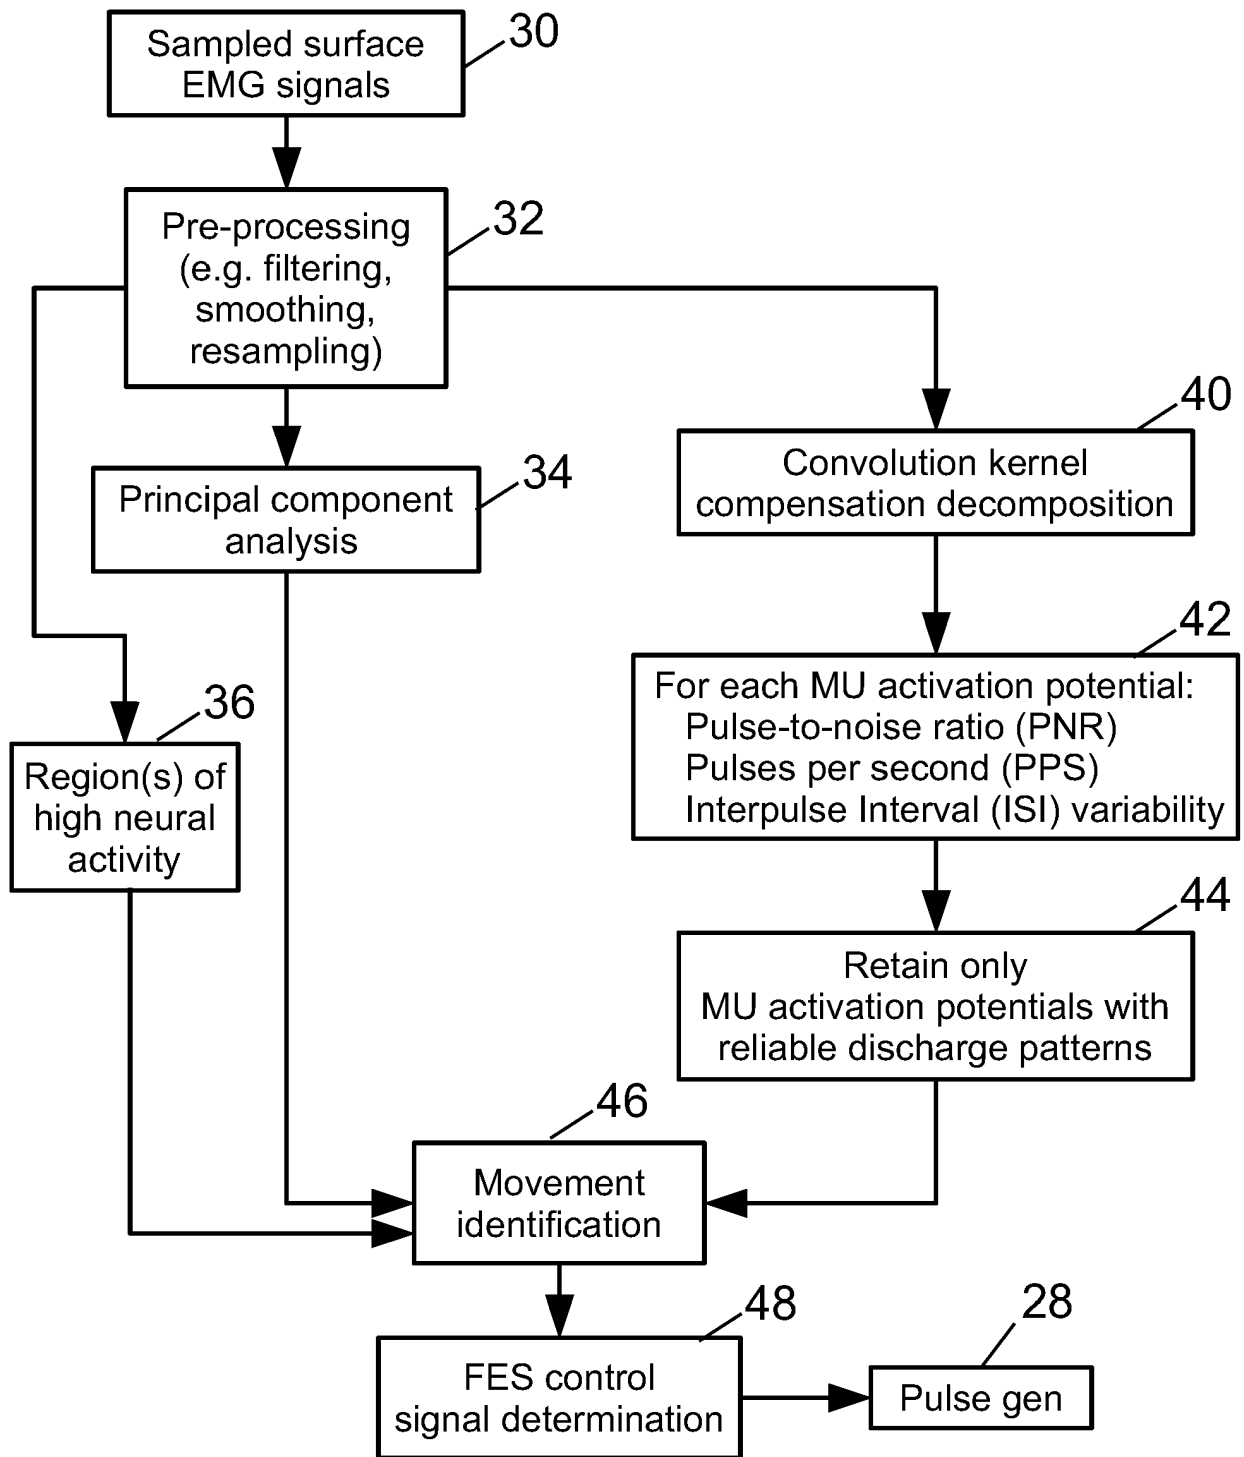 Sampled surface
EMG signals
30
Pre-processing
(e.g. filtering,
smoothing,
resampling)
32
Principal component
analysis
34
Convolution kernel
compensation decomposition
40
Region(s) of
high neural
activity
36
For each MU activation potential:
Pulse-to-noise ratio (PNR)
Pulses per second (PPS)
Interpulse Interval (ISI) variability
42
Retain only
MU activation potentials with
reliable discharge patterns
44
Movement
identification
46
FES control
signal determination
48
Pulse gen
28